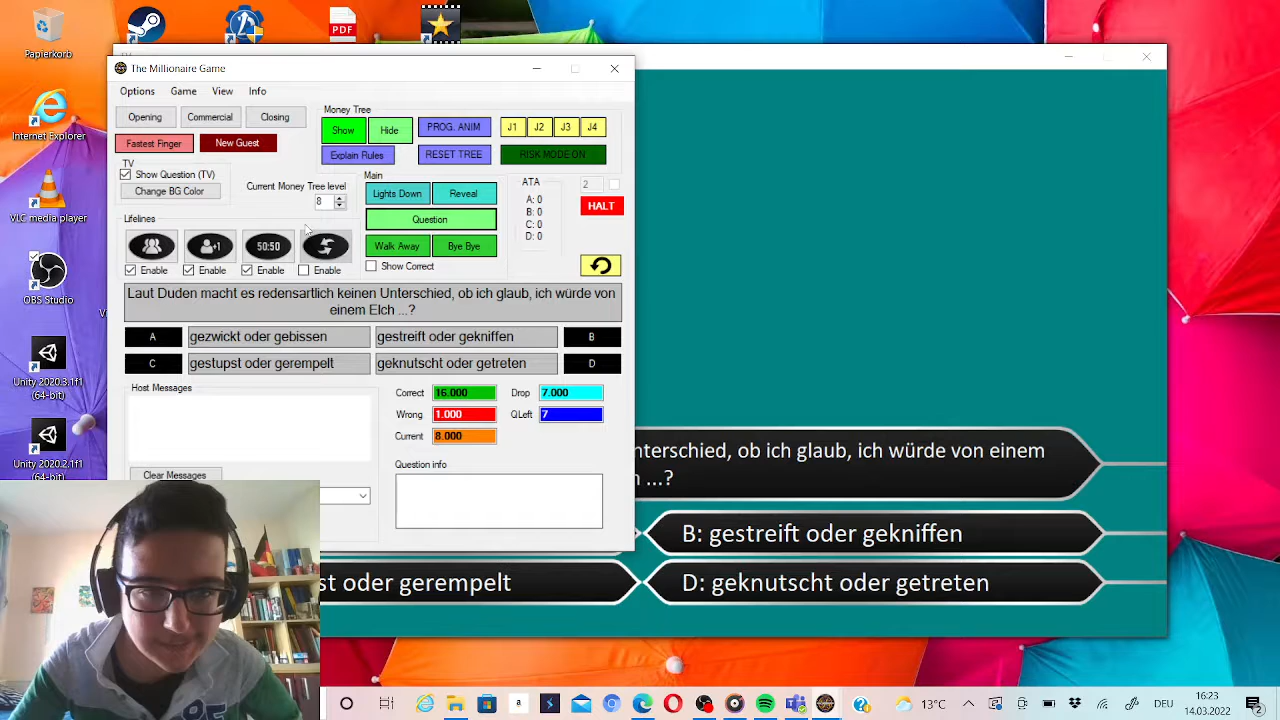 Papierkorb
PDF
The Millionaire Game
Options Game View Info
Opening Commercial Closing
Fastest Finger New Guest
TV
Show Question (TV)
Change BG Color
Current Money Tree level
8
Money Tree
Show Hide PROG. ANIM J1 J2 J3 J4
Explain Rules RESET TREE RISK MODE ON
Main
Lights Down Reveal
Question
Walk Away Bye Bye
Show Correct
ATA
A: 0
B: 0
C: 0
D: 0
2
HALT
Lifelines
+1 50:50
Enable Enable Enable Enable
Laut Duden macht es redensartlich keinen Unterschied, ob ich glaub, ich würde von
einem Elch ...?
A gezwickt oder gebissen gestreift oder gekniffen B
C gestupst oder gerempelt geknutscht oder getreten D
Host Messages
Clear Messages
Correct 16.000 Drop 7.000
Wrong 1.000 QLeft 7
Current 8.000
Question info
nterschied, ob ich glaub, ich würde von einem
...?
B: gestreift oder gekniffen
st oder gerempelt D: geknutscht oder getreten
Internet Explorer
VLC media player
OBS Studio
Unity 2020.3.1f1
(64-bit)
Unity 2020.2.1f1
(64-bit)
a
13°C
DEU
16:23
14.03.2022